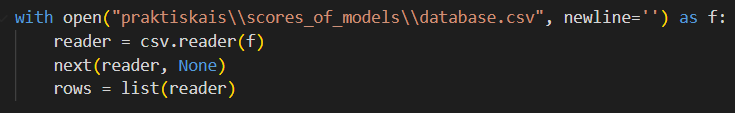 with open("praktiskais\\scores_of_models\\database.csv", newline='') as f:
    reader = csv.reader(f)
    next(reader, None)
    rows = list(reader)